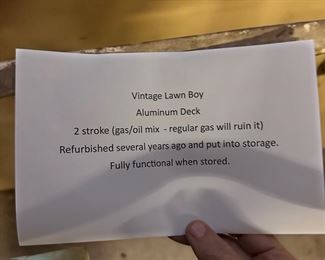 Vintage Lawn Boy
Aluminum Deck
2 stroke (gas/oil mix - regular gas will ruin it)
Refurbished several years ago and put into storage.
Fully functional when stored.